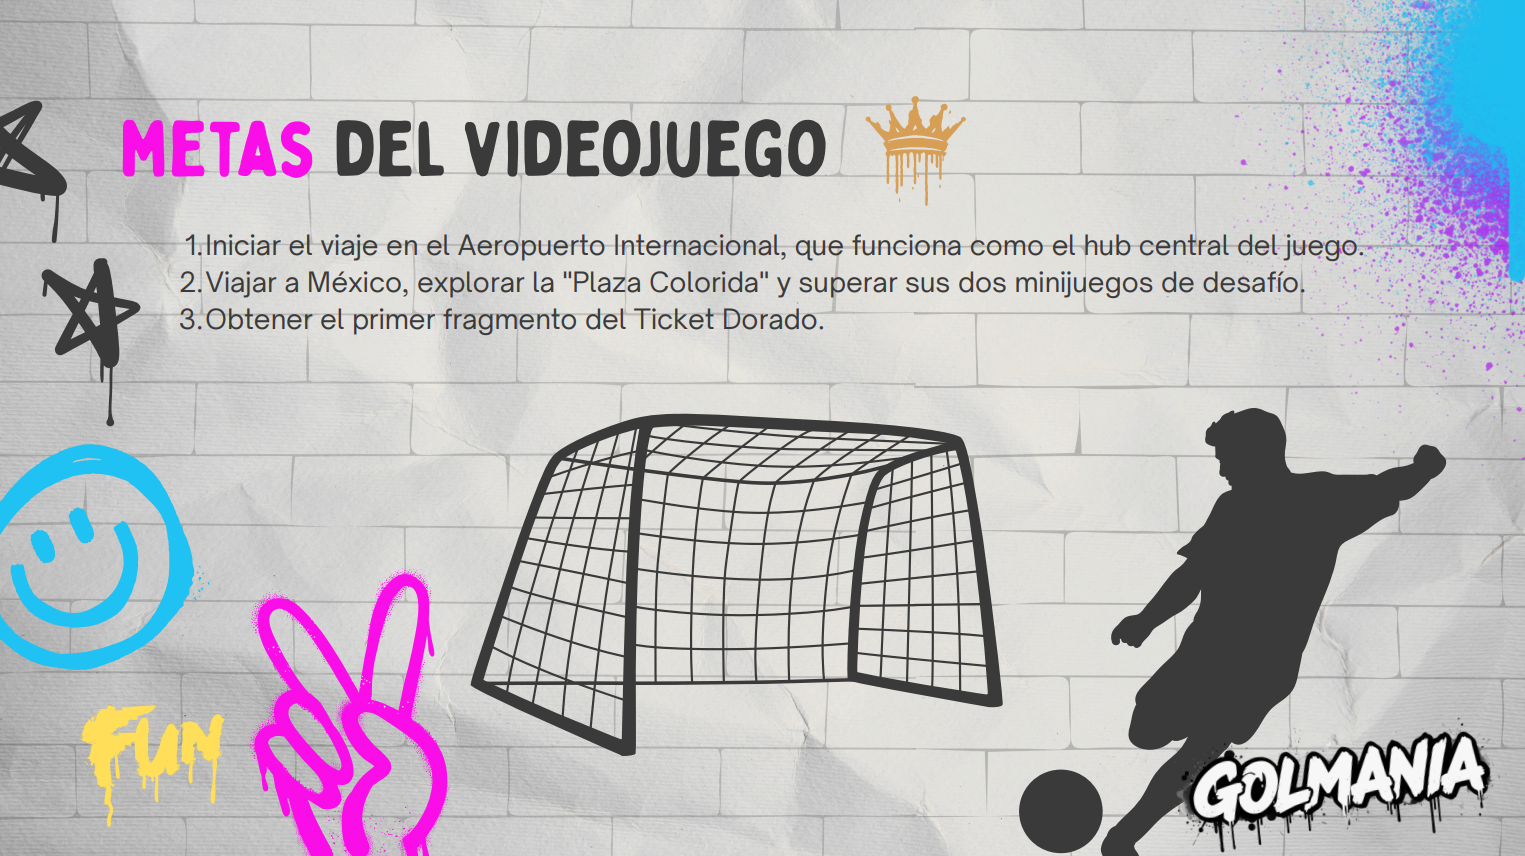 METAS DEL VIDEOJUEGO
1. Iniciar el viaje en el Aeropuerto Internacional, que funciona como el hub central del juego.
2. Viajar a México, explorar la "Plaza Colorida" y superar sus dos minijuegos de desafío.
3. Obtener el primer fragmento del Ticket Dorado.
FUN
GOLMANIA